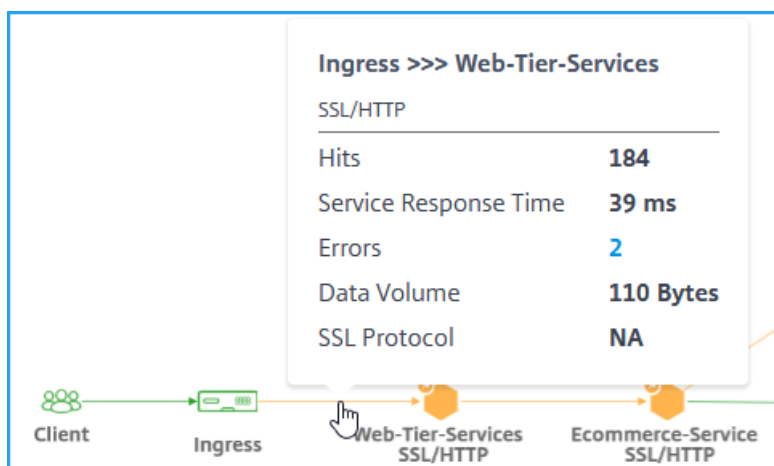 Ingress >>> Web-Tier-Services
SSL/HTTP
Hits 184
Service Response Time 39 ms
Errors 2
Data Volume 110 Bytes
SSL Protocol NA
Client
Ingress
Web-Tier-Services
SSL/HTTP
Ecommerce-Service
SSL/HTTP